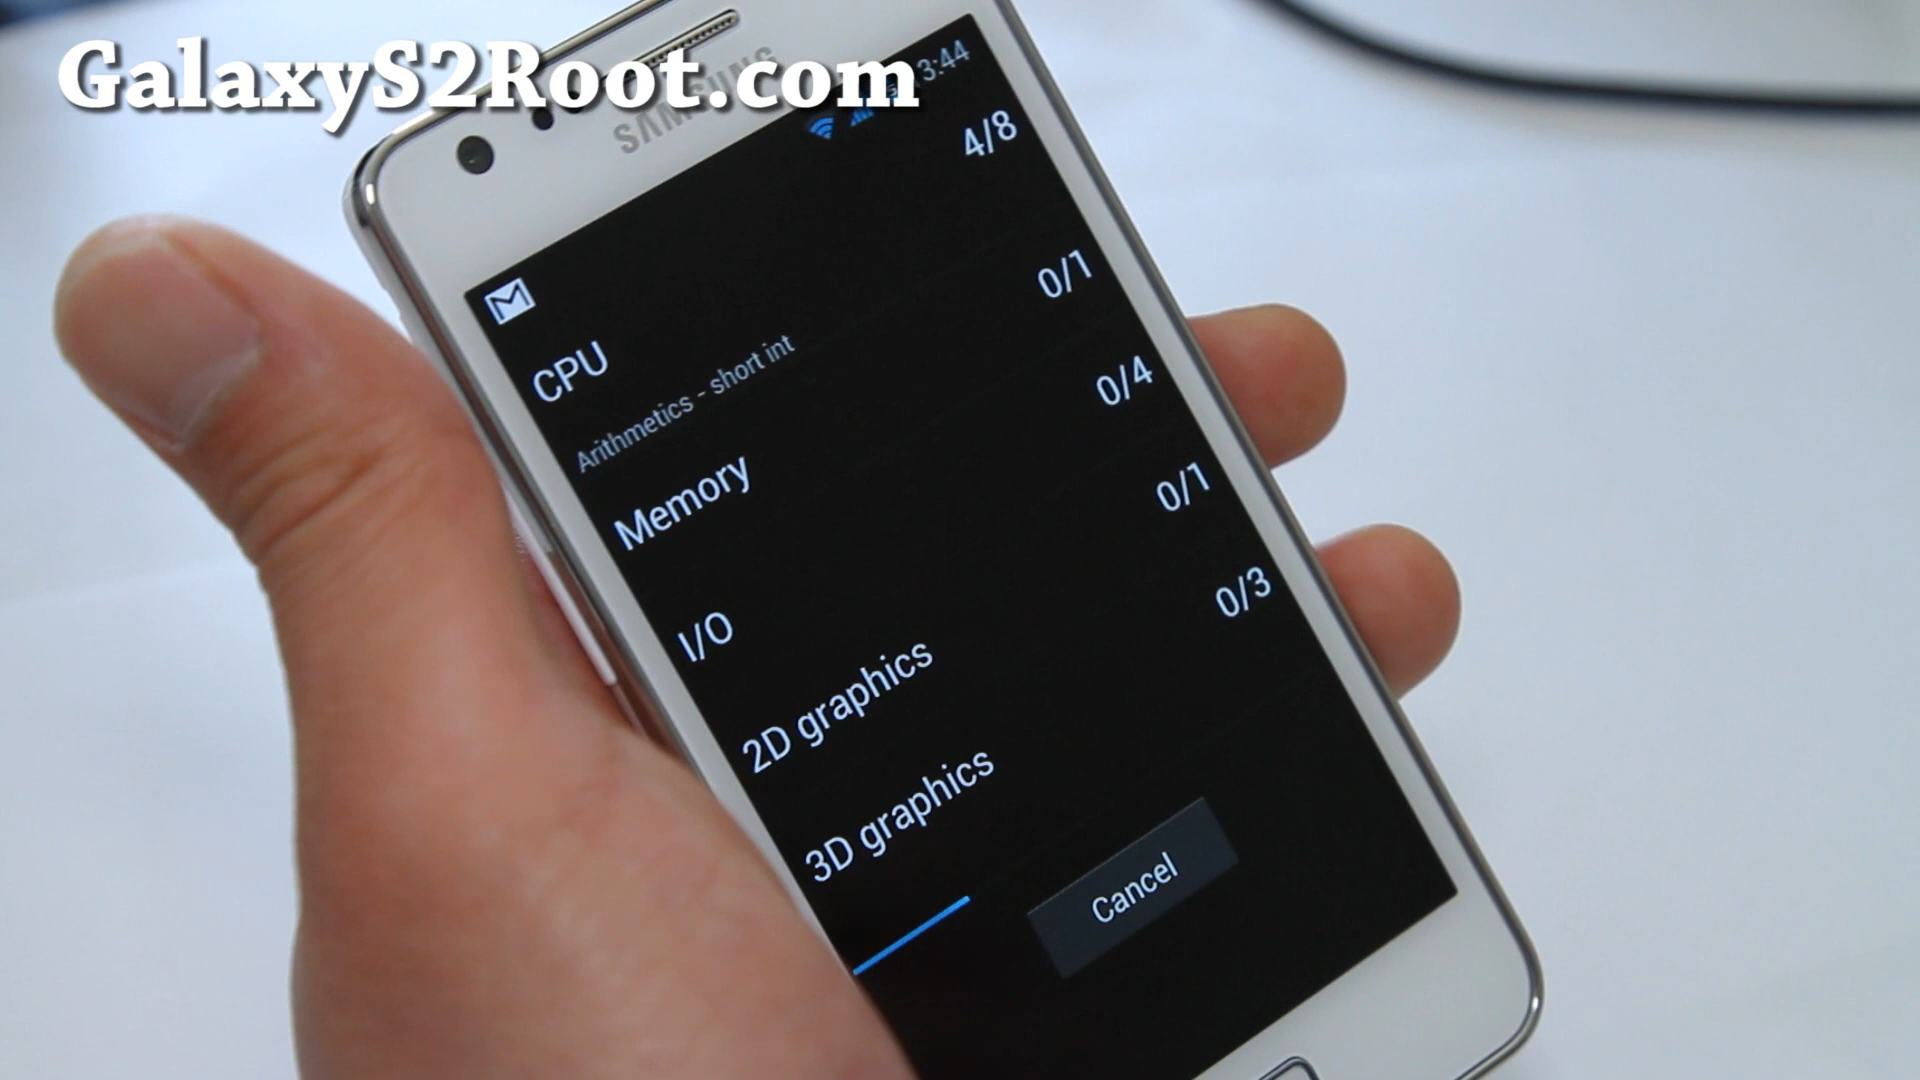 GalaxyS2Root.com
SAMSUNG
3:44
CPU 4/8
Arithmetics - short int
Memory 0/1
I/O 0/4
2D graphics 0/1
3D graphics 0/3
Cancel